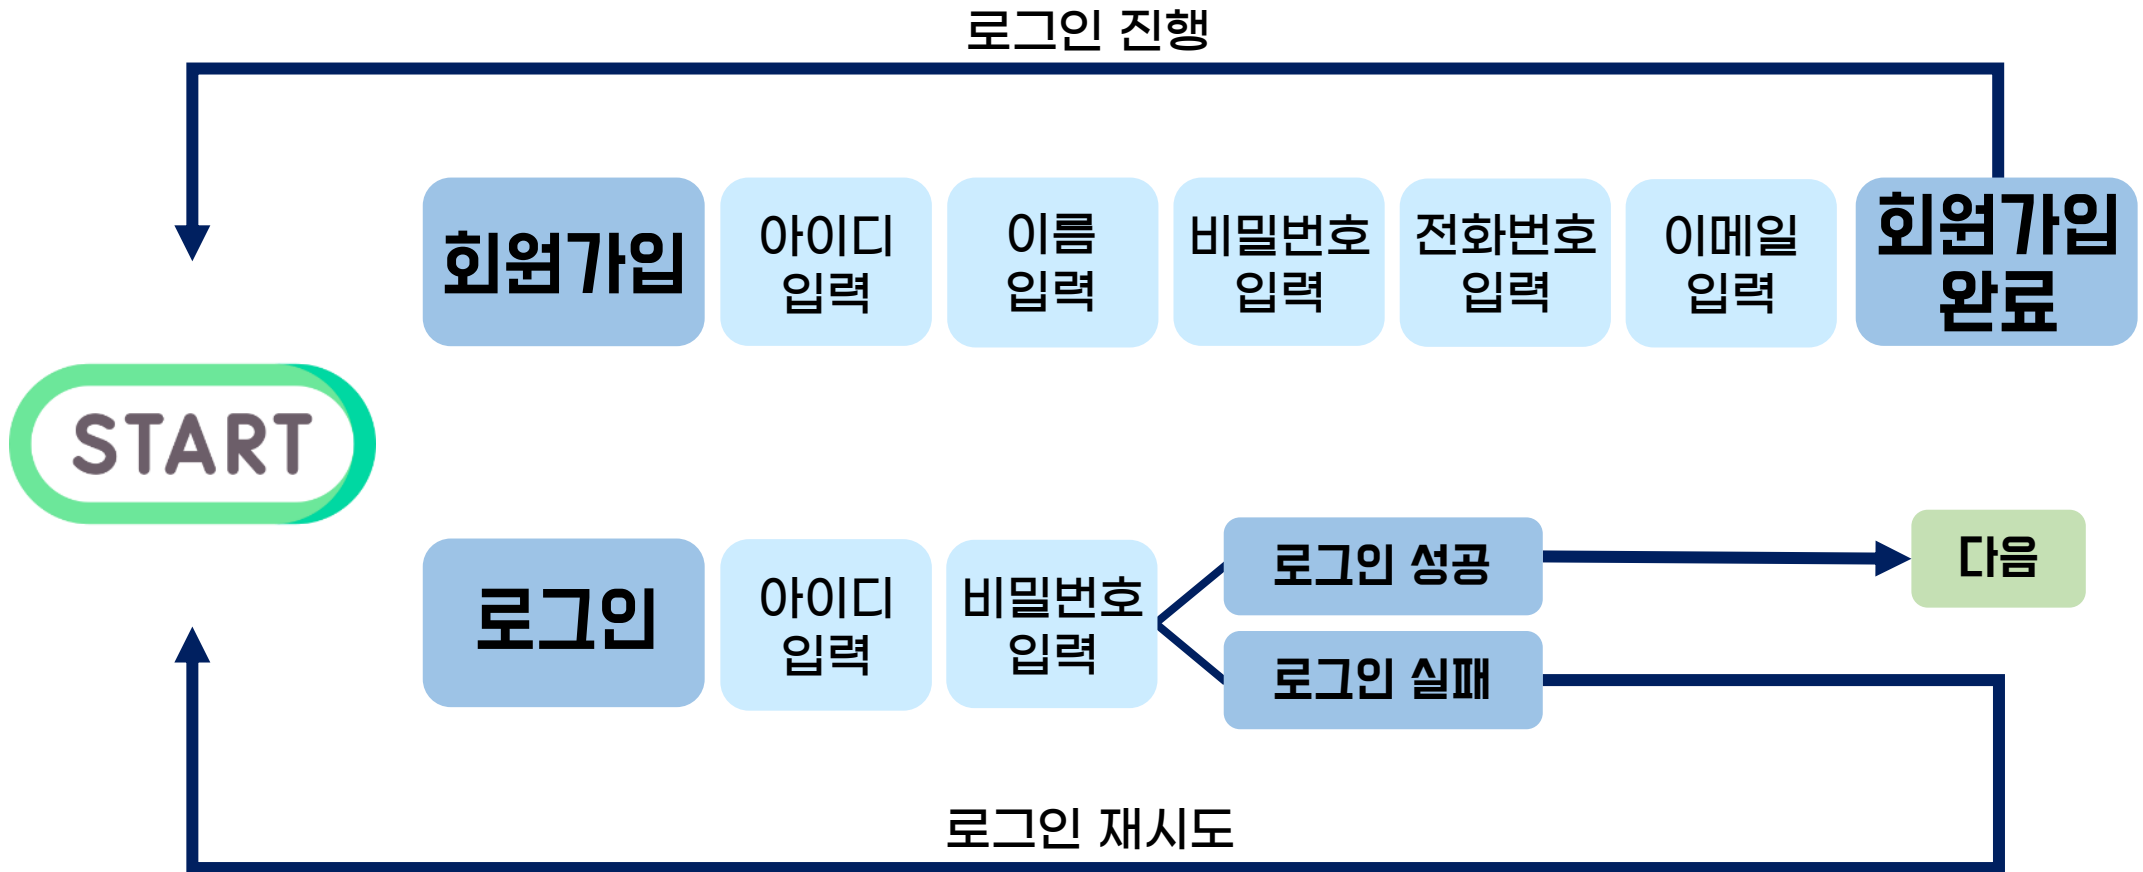 로그인 진행
회원가입
아이디
입력
이름
입력
비밀번호
입력
전화번호
입력
이메일
입력
회원가입
완료
START
로그인
아이디
입력
비밀번호
입력
로그인 성공
로그인 실패
다음
로그인 재시도